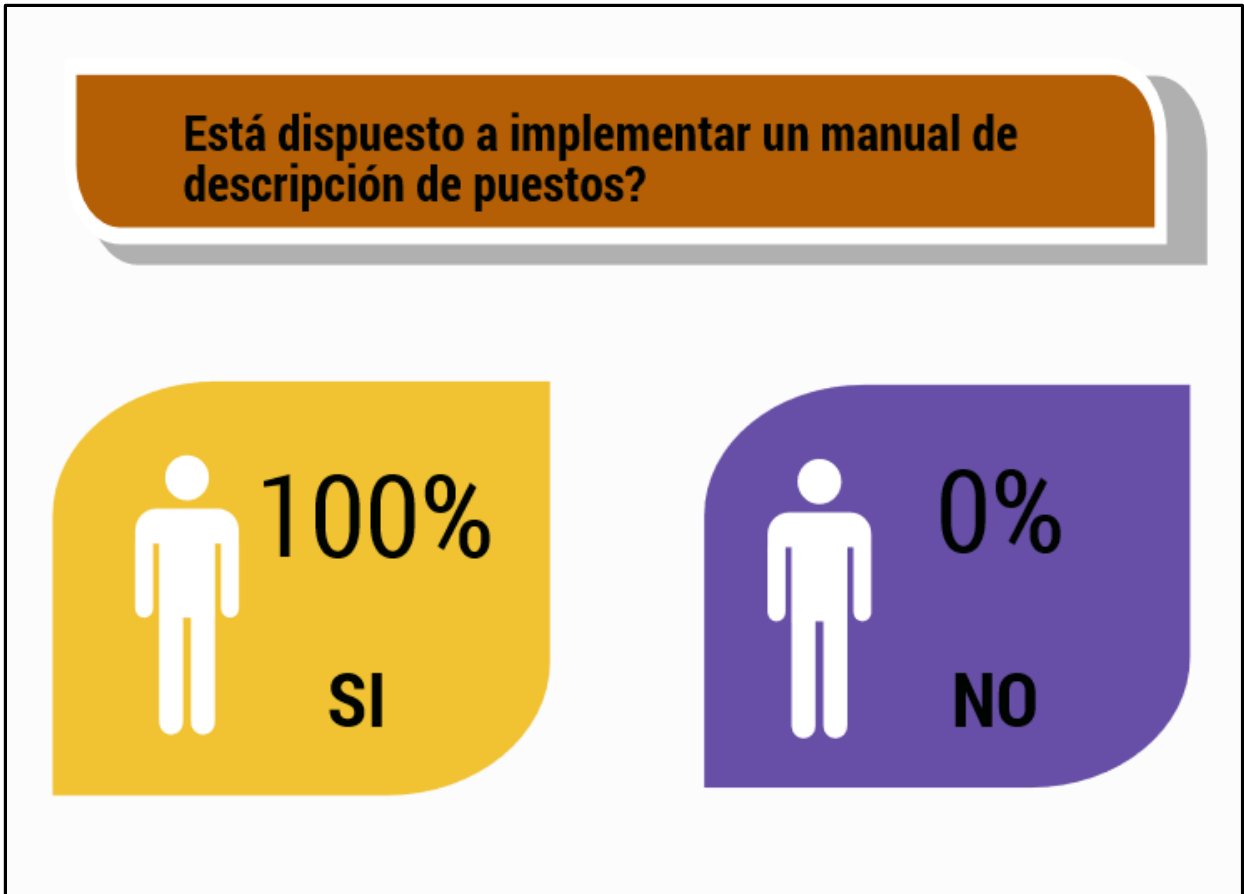 Está dispuesto a implementar un manual de
descripción de puestos?
100%
SI
0%
NO